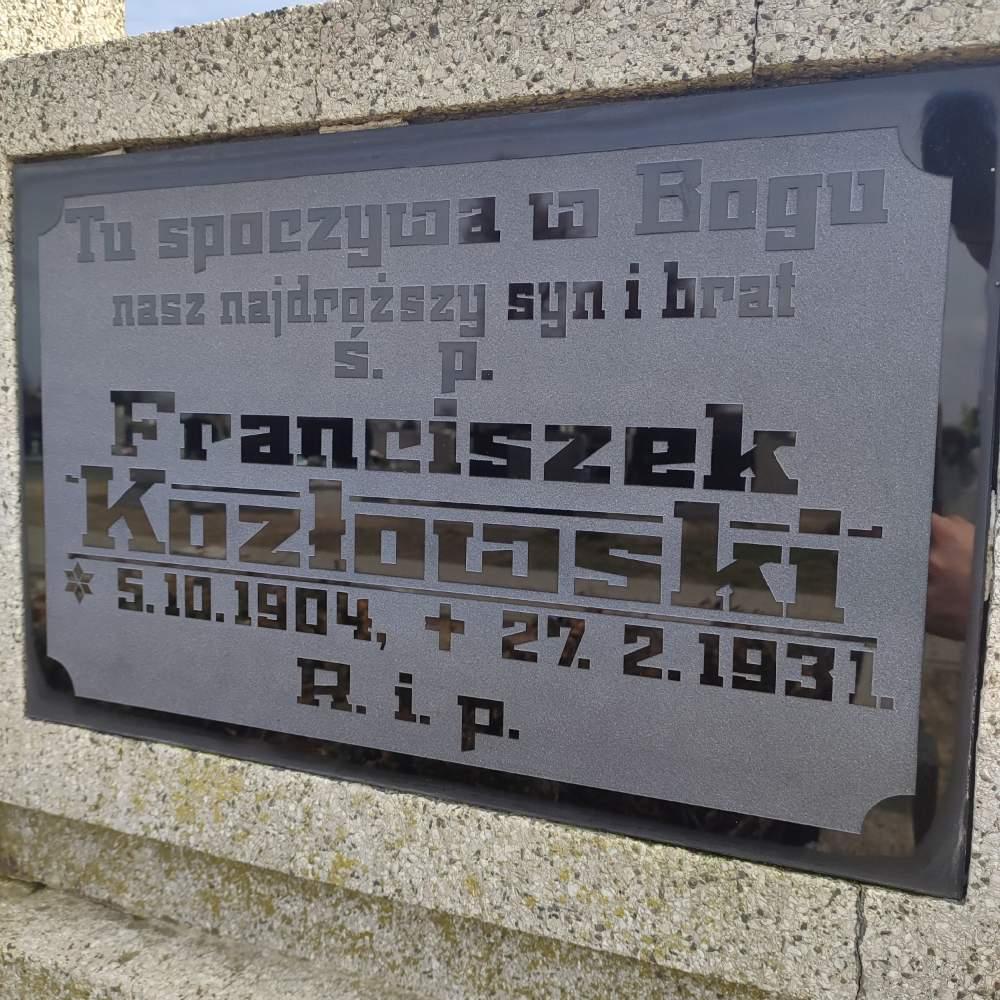 Tu spoczywa w Bogu
nasz najdroższy syn i brat
ś. p.
Franciszek
Kozłowski
* 5.10.1904, + 27.2.1931.
R. i. p.